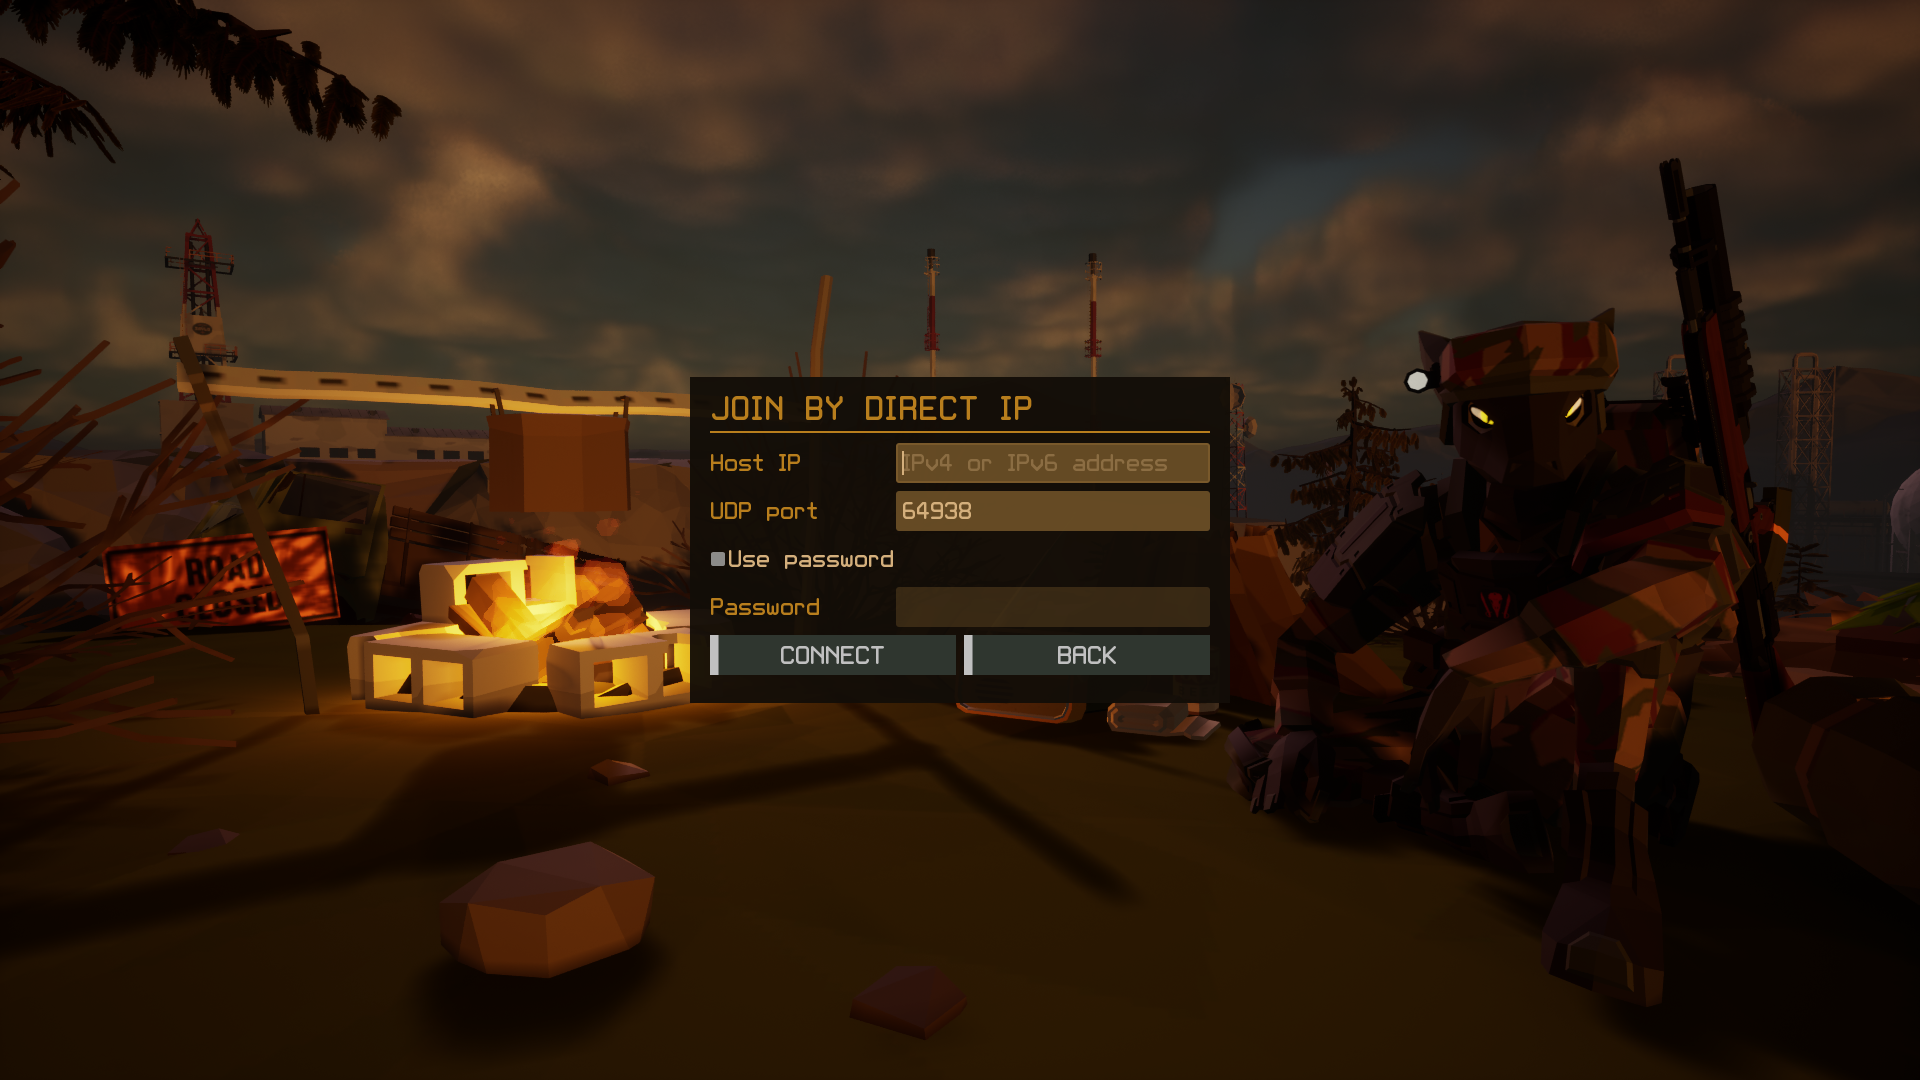 JOIN BY DIRECT IP
Host IP
IPv4 or IPv6 address
UDP port
64938
Use password
Password
CONNECT
BACK
ROAD
CLOSED